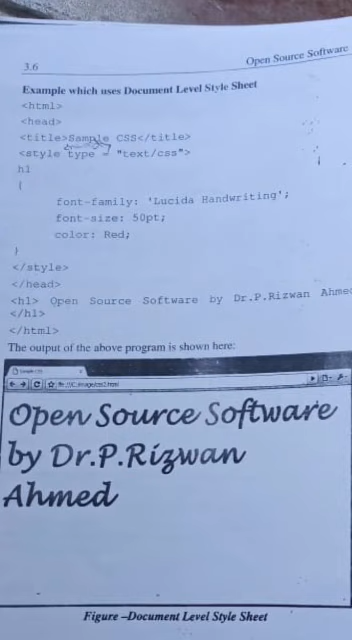 3.6
Open Source Software
Example which uses Document Level Style Sheet
<html>
<head>
<title>Sample CSS</title>
<style type = "text/css">
h1
{
font-family: 'Lucida Handwriting';
font-size: 50pt;
color: Red;
}
</style>
</head>
<h1> Open Source Software by Dr.P.Rizwan Ahmed
</h1>
</html>
The output of the above program is shown here:
Sample CSS
Open Source Software
by Dr.P.Rizwan
Ahmed
Figure –Document Level Style Sheet